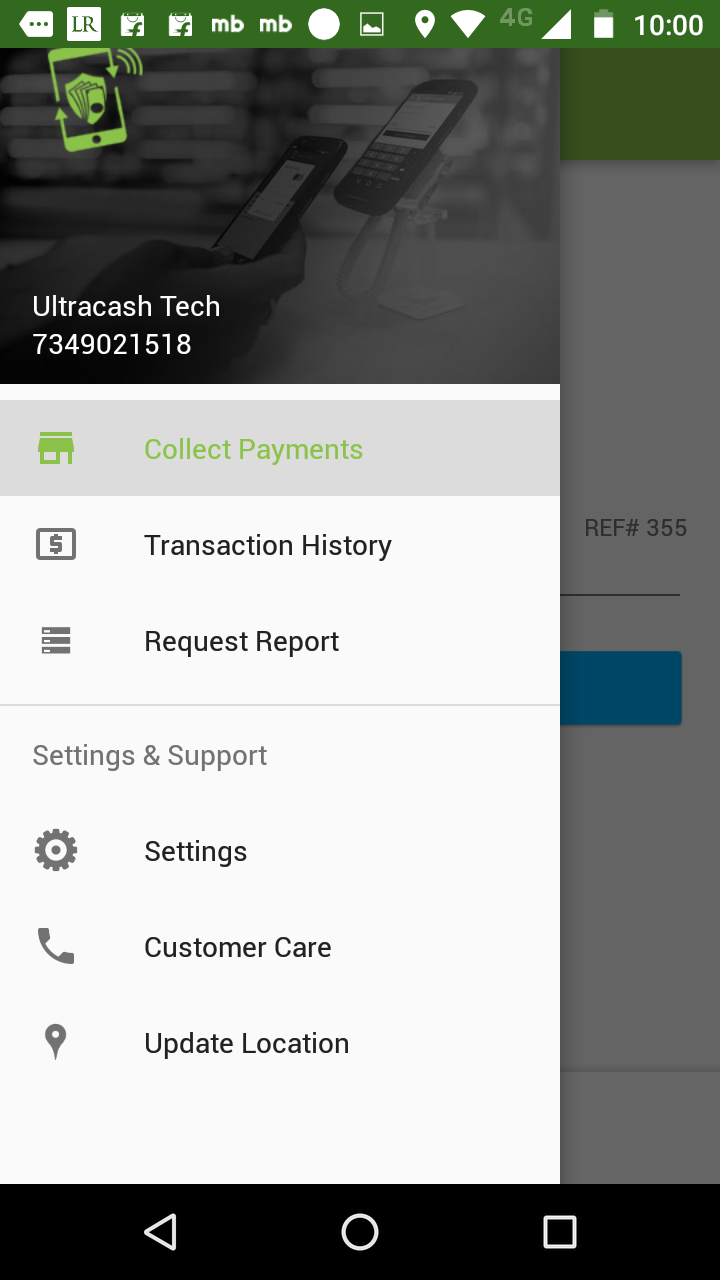 LR mb mb 4G 10:00
Ultracash Tech
7349021518
Collect Payments
Transaction History
REF# 355
Request Report
Settings & Support
Settings
Customer Care
Update Location